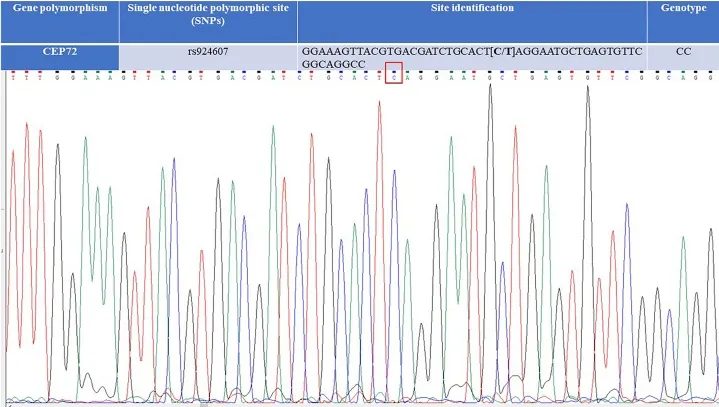 Gene polymorphism
Single nucleotide polymorphic site
(SNPs)
Site identification
Genotype
CEP72
rs924607
GGAAAGTTACGTGACGATCTGCACT[C/T]AGGAATGCTGAGTGTTC
GGCAGGCC
CC
T T T G G A A A G T T A C G T G A C G A T C T G C A C T C A G G A A T G C T G A G T G T T C G G C A G G